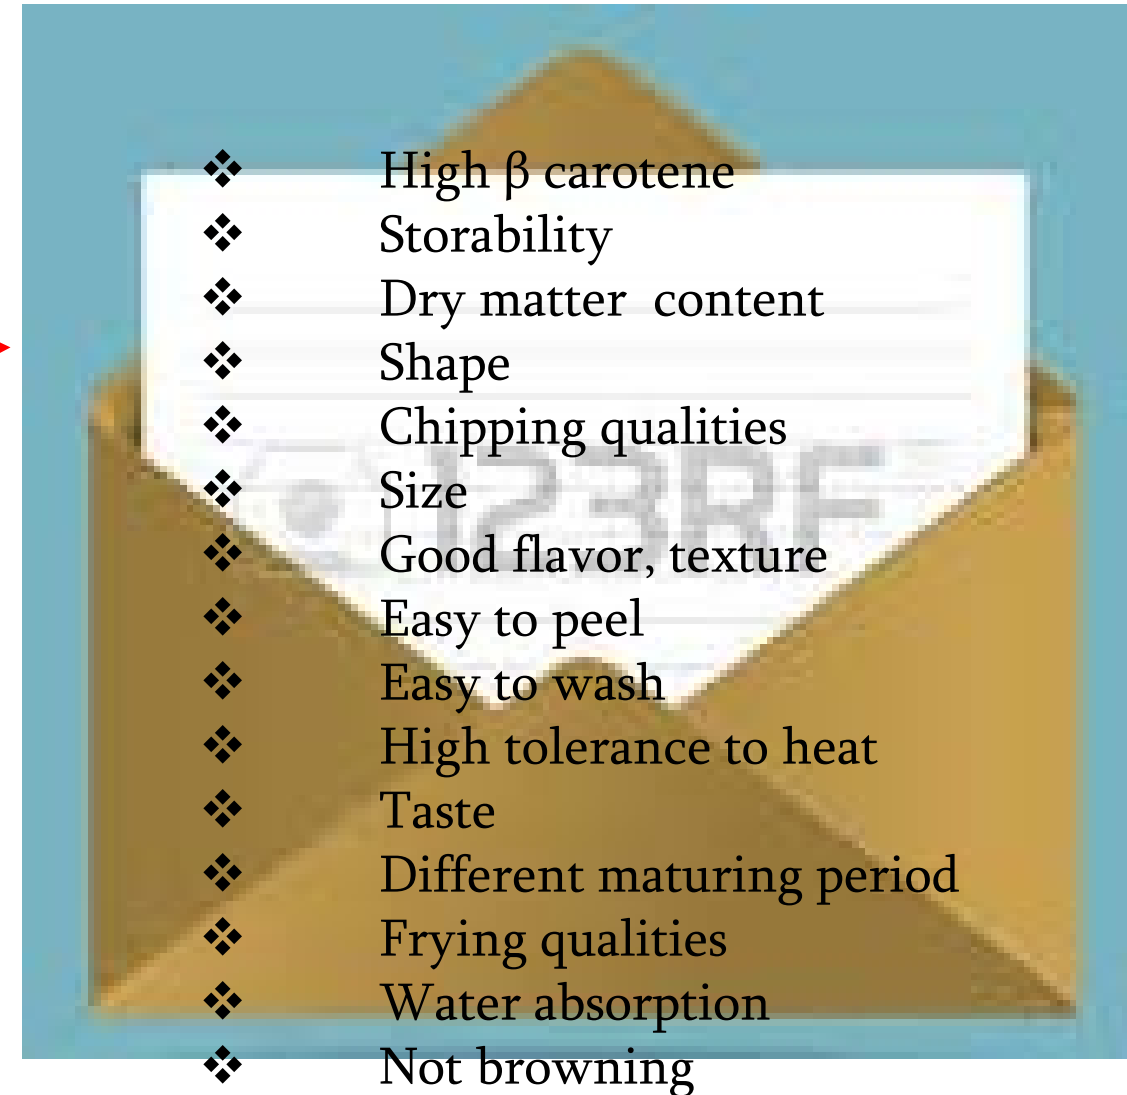 ❖ High β carotene
❖ Storability
❖ Dry matter content
❖ Shape
❖ Chipping qualities
❖ Size
123RF
❖ Good flavor, texture
❖ Easy to peel
❖ Easy to wash
❖ High tolerance to heat
❖ Taste
❖ Different maturing period
❖ Frying qualities
❖ Water absorption
❖ Not browning